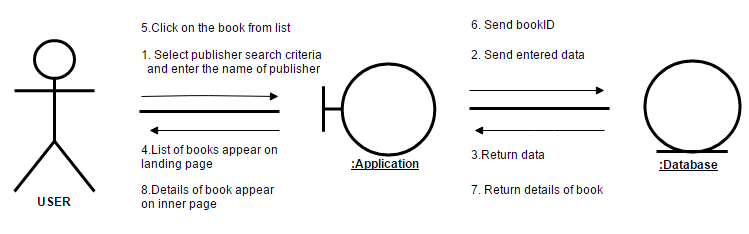 5.Click on the book from list
1. Select publisher search criteria
and enter the name of publisher
4.List of books appear on
landing page
8.Details of book appear
on inner page
USER
:Application
6. Send bookID
2. Send entered data
3.Return data
7. Return details of book
:Database